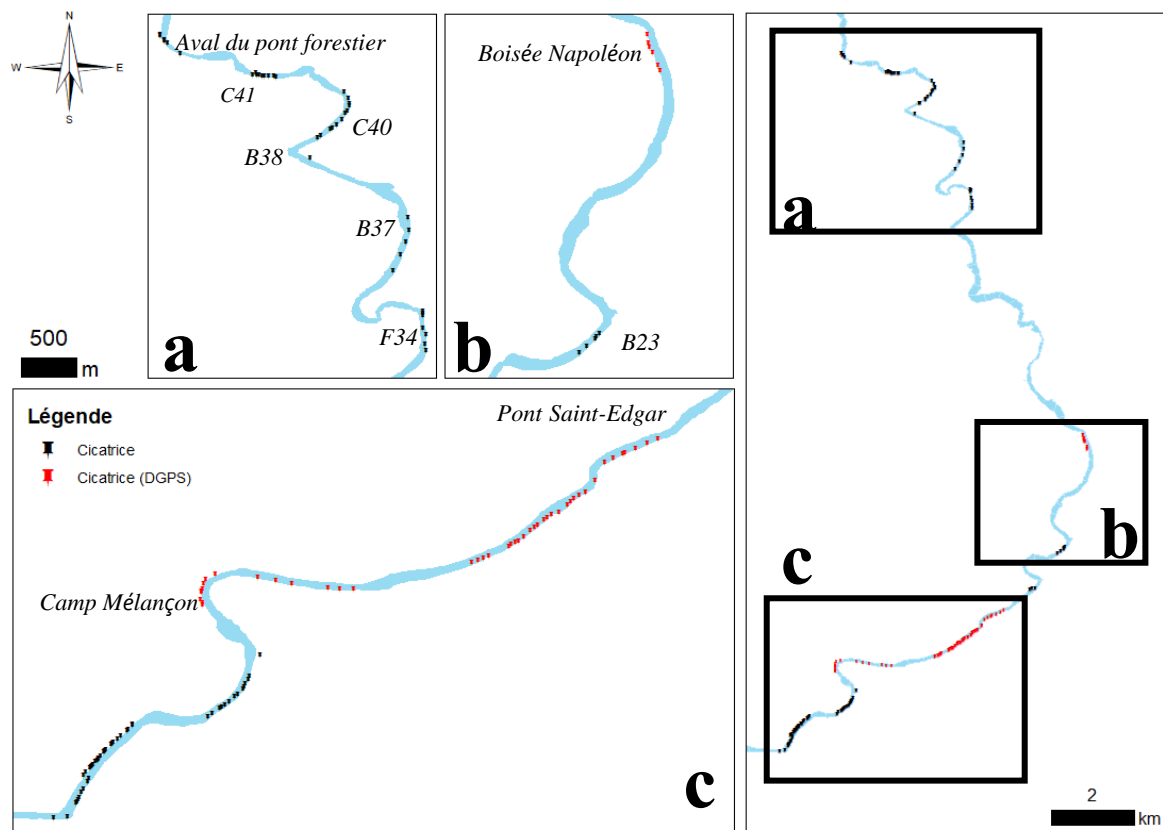 N
W
E
S
Aval du pont forestier
C41
C40
B38
B37
F34
a
500
m
Boisée Napoléon
B23
b
a
b
c
2
km
Légende
Cicatrice
Cicatrice (DGPS)
Pont Saint-Edgar
Camp Mélançon
c